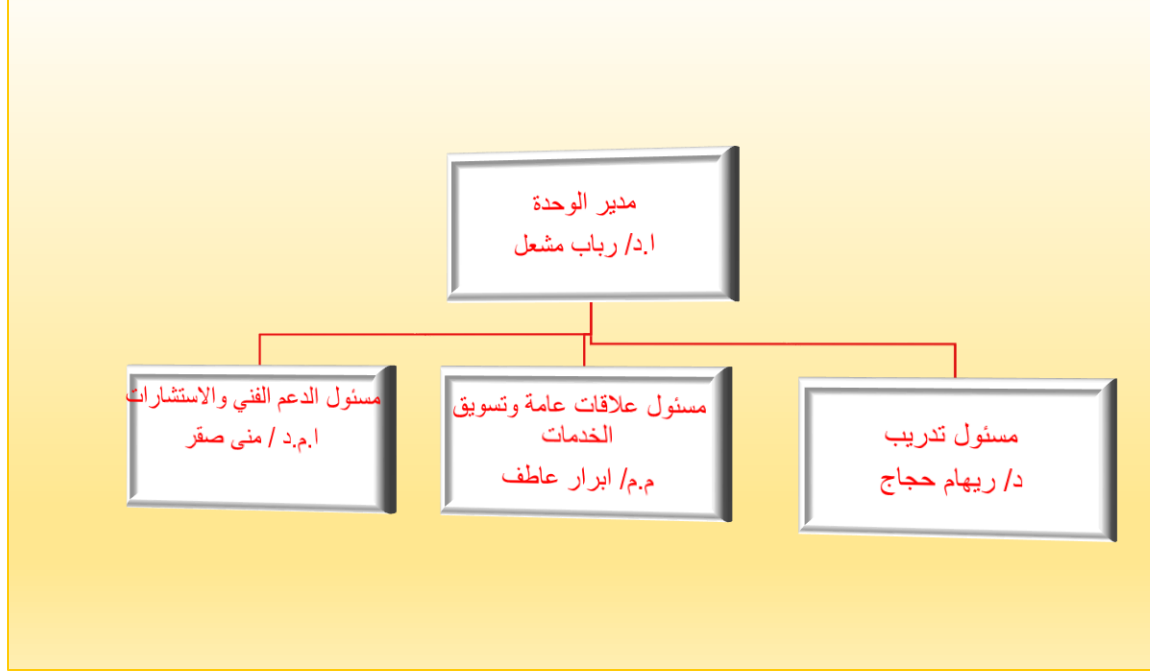 مدير الوحدة
ا.د/ رباب مشعل
مسئول تدريب
د/ ريهام حجاج
مسئول علاقات عامة وتسويق
الخدمات
م.م/ ابرار عاطف
مسئول الدعم الفني والاستشارات
ا.م.د / منى صقر